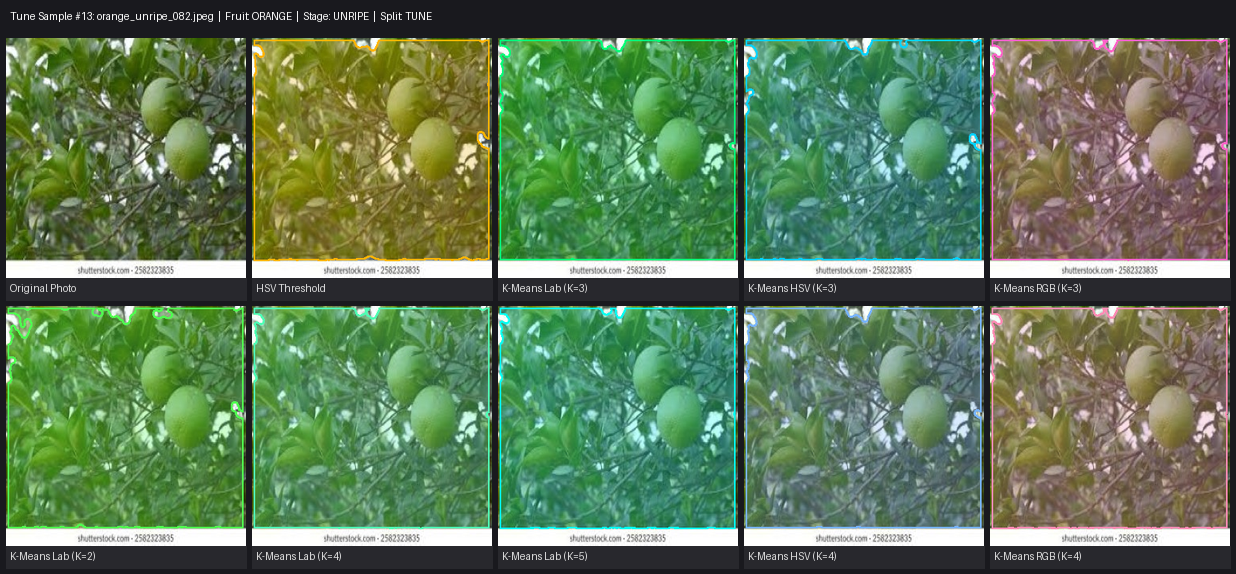 Tune Sample #13: orange_unripe_082.jpeg | Fruit: ORANGE | Stage: UNRIPE | Split: TUNE
shutterstock.com · 2582323835
shutterstock.com · 2582323835
shutterstock.com · 2582323835
shutterstock.com · 2582323835
shutterstock.com · 2582323835
Original Photo
HSV Threshold
K-Means Lab (K=3)
K-Means HSV (K=3)
K-Means RGB (K=3)
shutterstock.com · 2582323835
shutterstock.com · 2582323835
shutterstock.com · 2582323835
shutterstock.com · 2582323835
shutterstock.com · 2582323835
K-Means Lab (K=2)
K-Means Lab (K=4)
K-Means Lab (K=5)
K-Means HSV (K=4)
K-Means RGB (K=4)